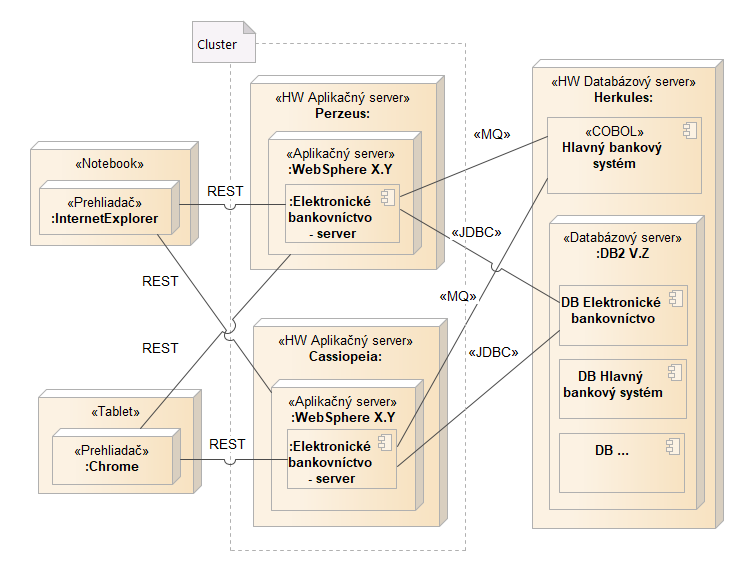 Cluster
«HW Aplikačný server»
Perzeus:
«Aplikačný server»
:WebSphere X.Y
:Elektronické
bankovníctvo
- server
«HW Databázový server»
Herkules:
«COBOL»
Hlavný bankový
systém
«Databázový server»
:DB2 V.Z
DB Elektronické
bankovníctvo
DB Hlavný
bankový systém
DB ...
«Notebook»
«Prehliadač»
:InternetExplorer
REST
REST
REST
REST
«MQ»
«JDBC»
«MQ»
«JDBC»
«HW Aplikačný server»
Cassiopeia:
«Aplikačný server»
:WebSphere X.Y
:Elektronické
bankovníctvo
- server
«Tablet»
«Prehliadač»
:Chrome